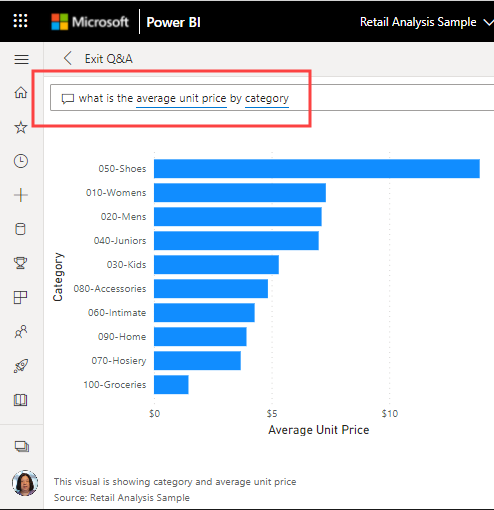 Microsoft Power BI Retail Analysis Sample
Exit Q&A
what is the average unit price by category
050-Shoes
010-Womens
020-Mens
040-Juniors
030-Kids
080-Accessories
060-Intimate
090-Home
070-Hosiery
100-Groceries
Category
$0 $5 $10
Average Unit Price
This visual is showing category and average unit price
Source: Retail Analysis Sample